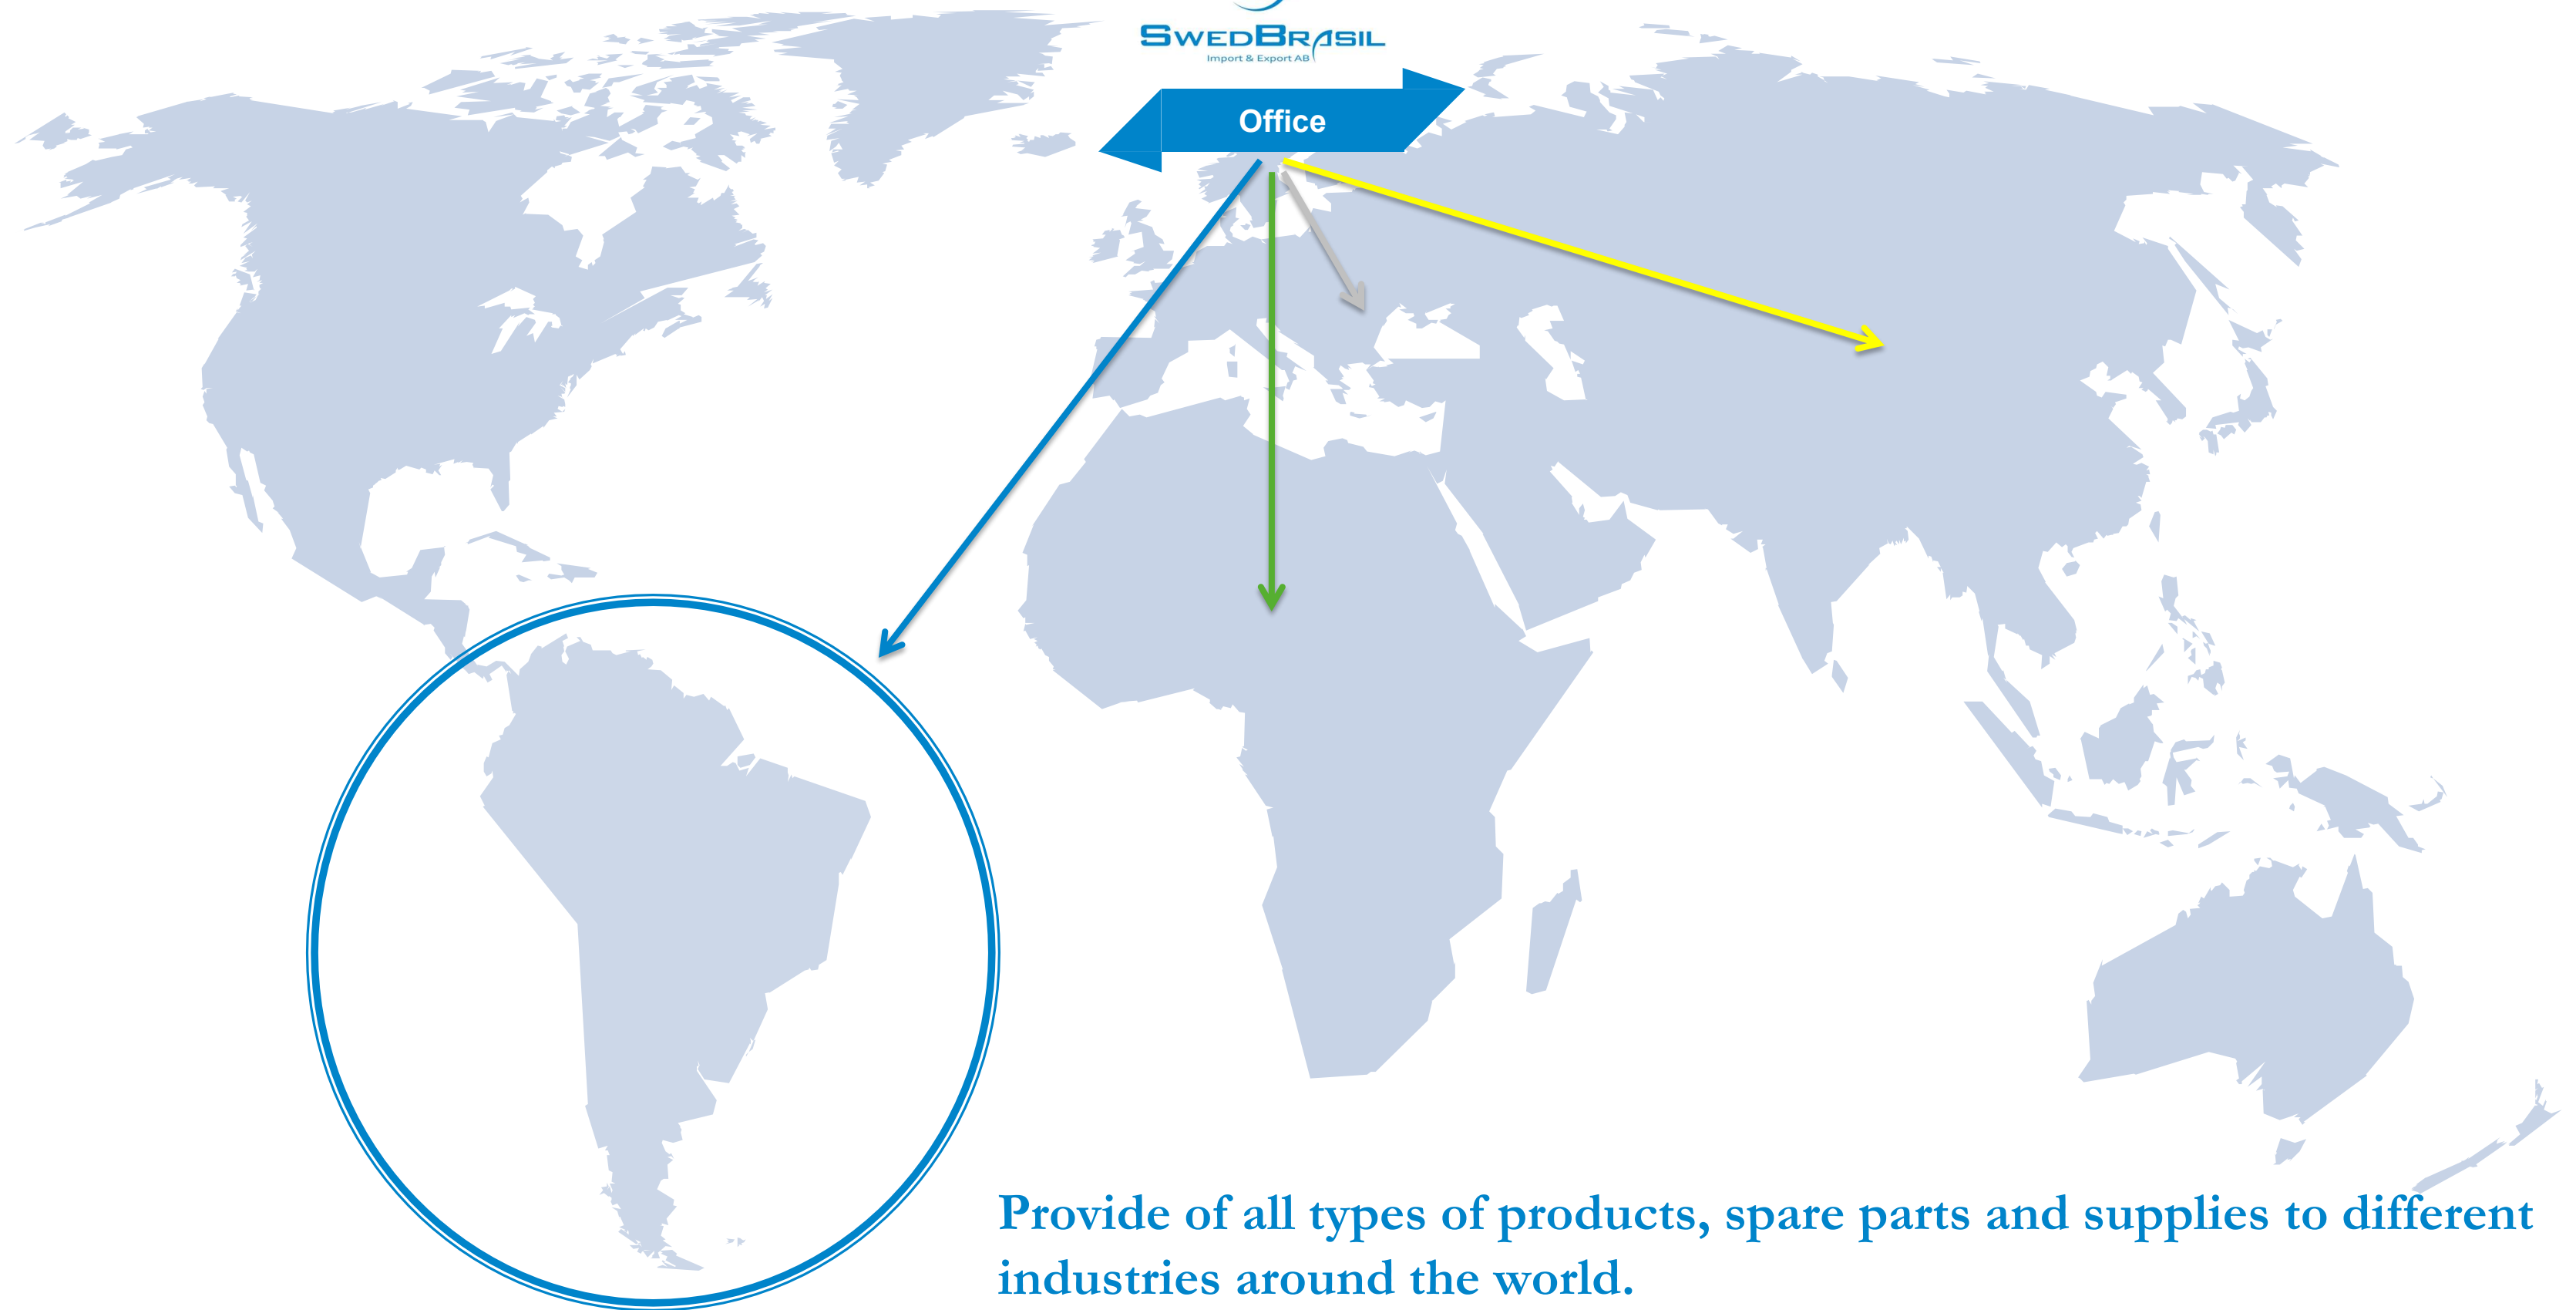 SWEDBRASIL
Import & Export AB
Office
Provide of all types of products, spare parts and supplies to different
industries around the world.